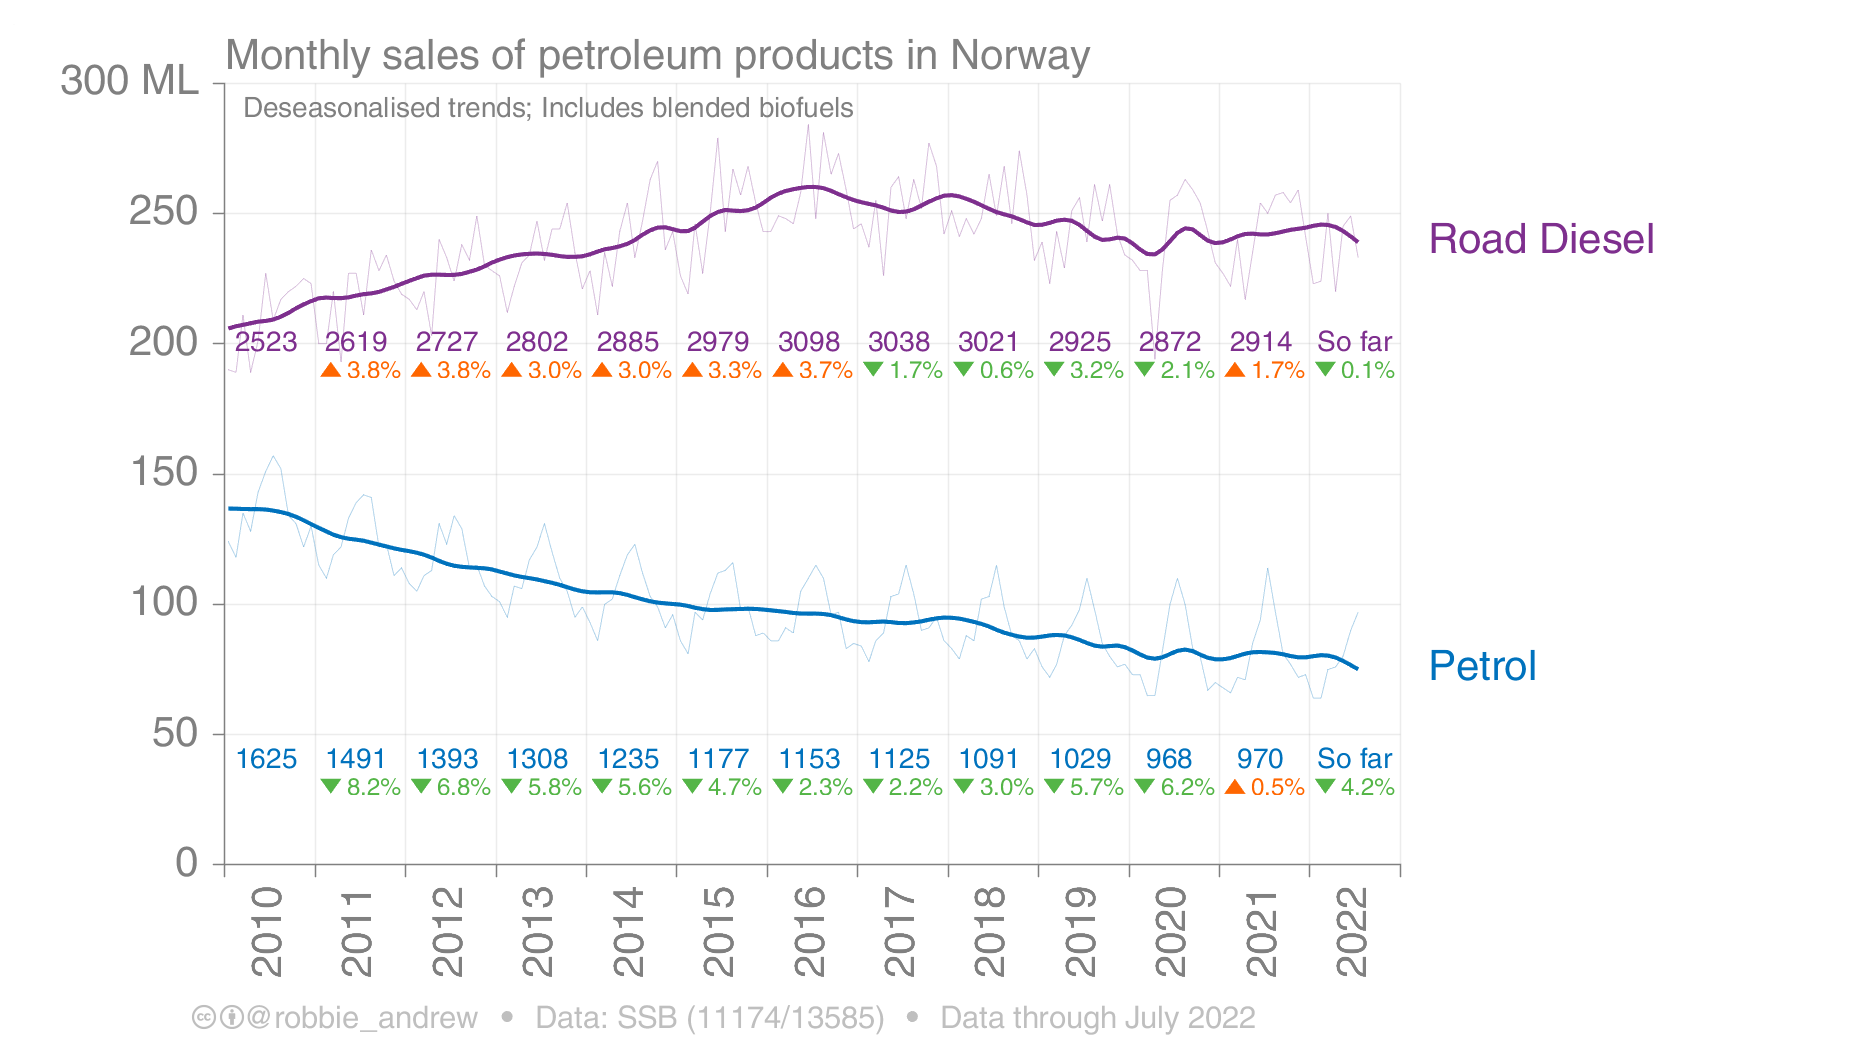 Monthly sales of petroleum products in Norway
300 ML
Deseasonalised trends; Includes blended biofuels
250
Road Diesel
200
2523 2619 2727 2802 2885 2979 3098 3038 3021 2925 2872 2914 So far
▲ 3.8% ▲ 3.8% ▲ 3.0% ▲ 3.0% ▲ 3.3% ▲ 3.7% ▼ 1.7% ▼ 0.6% ▼ 3.2% ▼ 2.1% ▲ 1.7% ▼ 0.1%
150
100
Petrol
50
1625 1491 1393 1308 1235 1177 1153 1125 1091 1029 968 970 So far
▼ 8.2% ▼ 6.8% ▼ 5.8% ▼ 5.6% ▼ 4.7% ▼ 2.3% ▼ 2.2% ▼ 3.0% ▼ 5.7% ▼ 6.2% ▲ 0.5% ▼ 4.2%
0
2010 2011 2012 2013 2014 2015 2016 2017 2018 2019 2020 2021 2022
cc @robbie_andrew • Data: SSB (11174/13585) • Data through July 2022